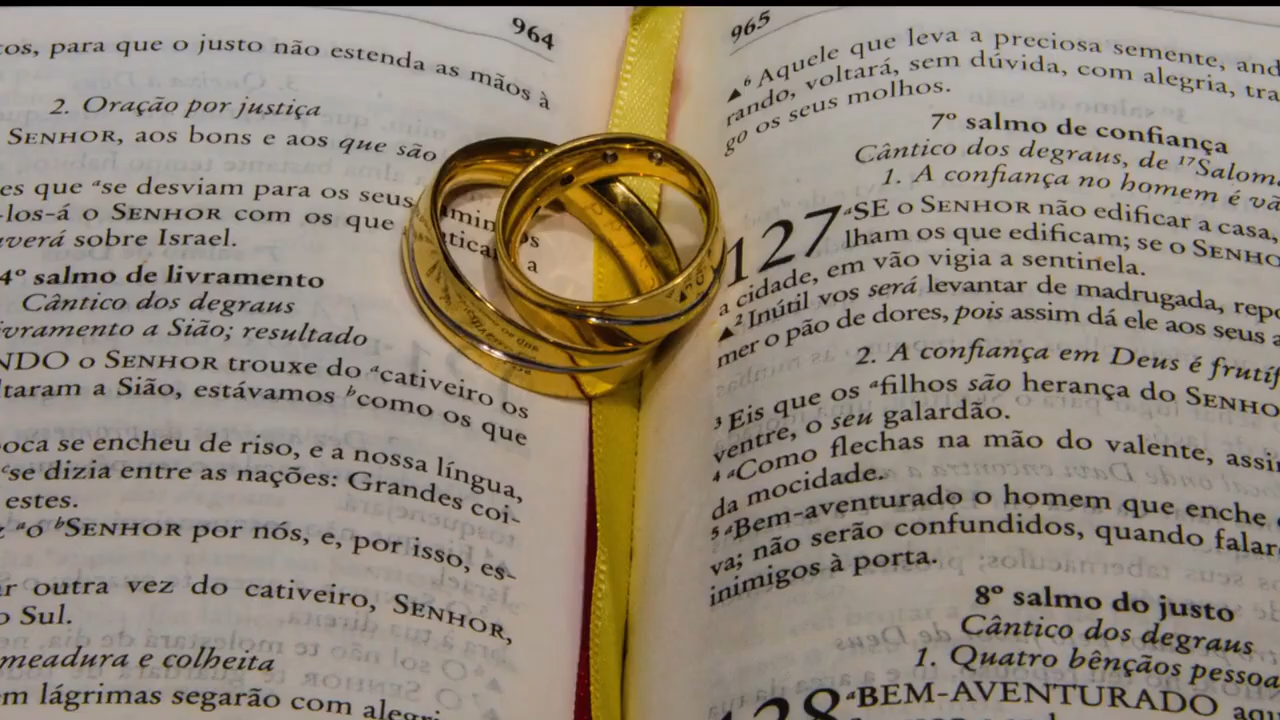 964
tos, para que o justo não estenda as mãos à
2. Oração por justiça
SENHOR, aos bons e aos que são
es que ᵃse desviam para os seus caminhos
-los-á o SENHOR com os que praticam a
averá sobre Israel.
4º salmo de livramento
Cântico dos degraus
ivramento a Sião; resultado
NDO o SENHOR trouxe do ᵃcativeiro os
ltaram a Sião, estávamos ᵇcomo os que
oca se encheu de riso, e a nossa língua,
ᶜse dizia entre as nações: Grandes coi-
estes.
z ᵃo ᵇSENHOR por nós, e, por isso, es-
ar outra vez do cativeiro, SENHOR,
o Sul.
meadura e colheita
em lágrimas segarão com alegri
965
▲⁶ Aquele que leva a preciosa semente, and
rando, voltará, sem dúvida, com alegria, tra
go os seus molhos.
7º salmo de confiança
Cântico dos degraus, de ¹⁷Saloma
1. A confiança no homem é vã
127 ᵃSE o SENHOR não edificar a casa,
lham os que edificam; se o SENHO
a cidade, em vão vigia a sentinela.
▲² Inútil vos será levantar de madrugada, repo
mer o pão de dores, pois assim dá ele aos seus a
2. A confiança em Deus é frutíf
³ Eis que os ᵃfilhos são herança do SENHO
ventre, o seu galardão.
⁴ ᵃComo flechas na mão do valente, assi
da mocidade.
⁵ ᵃBem-aventurado o homem que enche
va; não serão confundidos, quando falar
inimigos à porta.
8º salmo do justo
Cântico dos degraus
1. Quatro bênçãos pessoa
128 ᵃBEM-AVENTURADO aqu